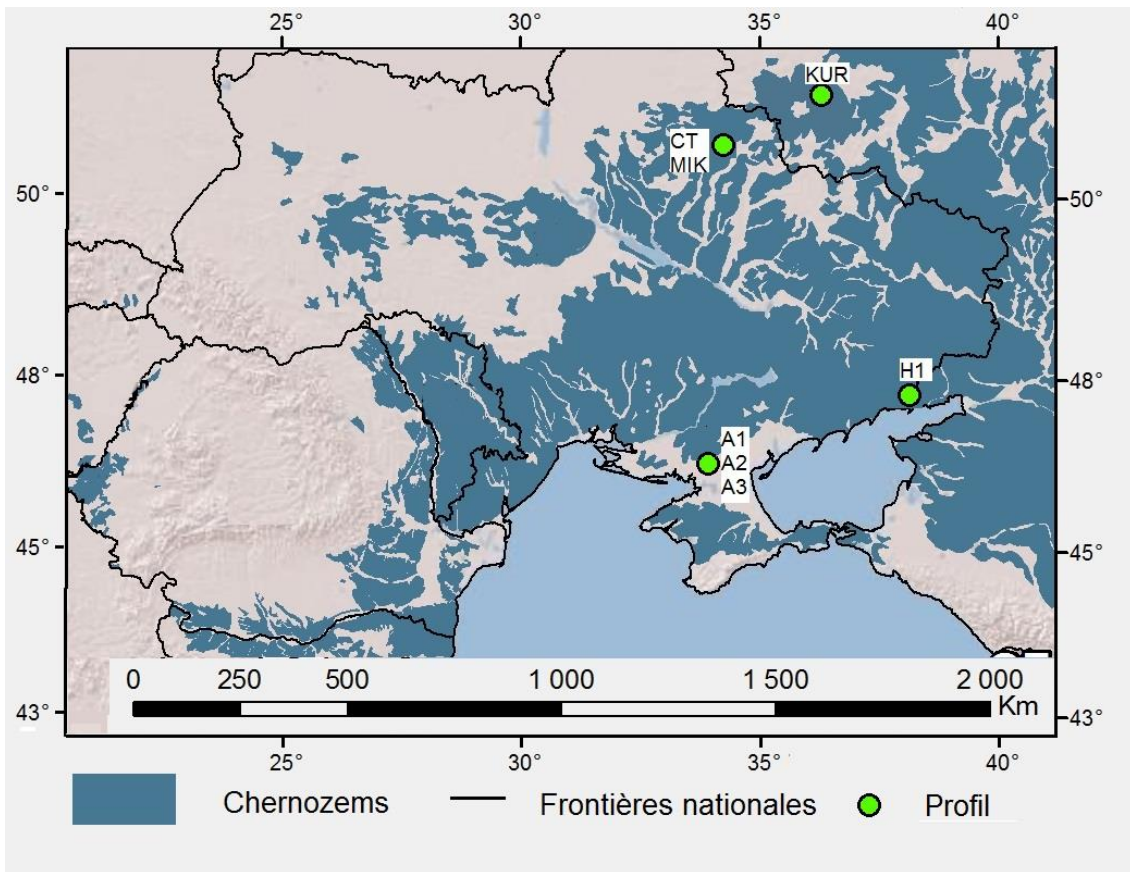 25° 30° 35° 40°
KUR
CT
MIK
50° 50°
48° 48°
H1
A1
A2
A3
45° 45°
0 250 500 1 000 1 500 2 000
Km
43° 43°
25° 30° 35° 40°
Chernozems Frontières nationales Profil